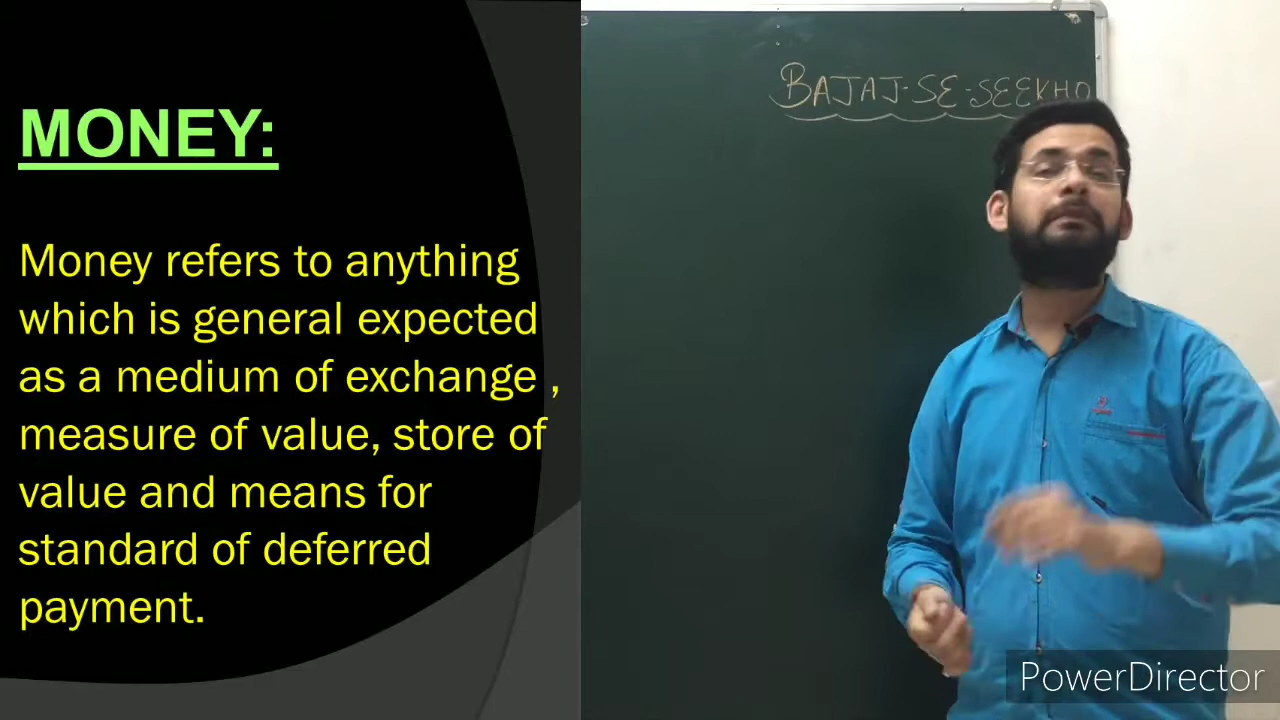 MONEY:
Money refers to anything
which is general expected
as a medium of exchange ,
measure of value, store of
value and means for
standard of deferred
payment.
BAJAJ-SE-SEEKHO
PowerDirector